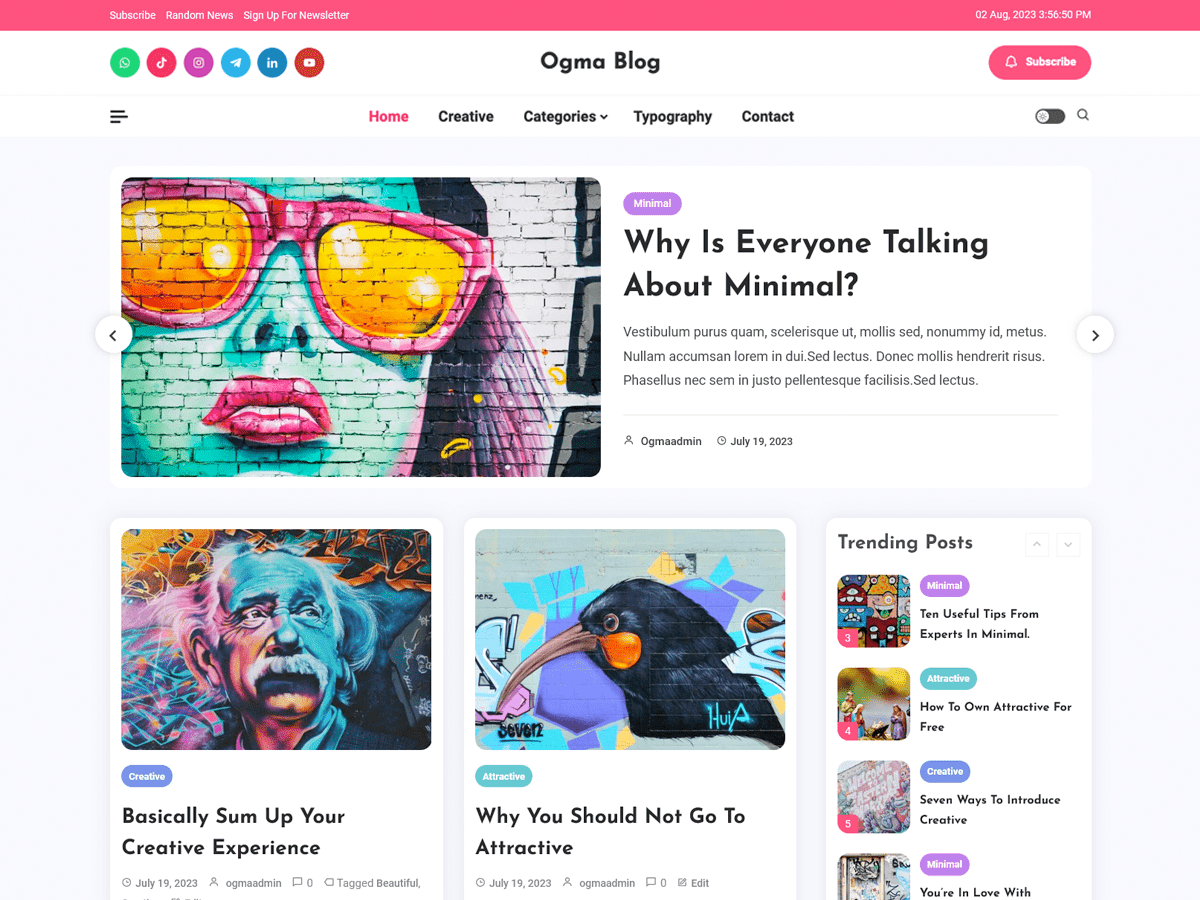 Subscribe Random News Sign Up For Newsletter
02 Aug, 2023 3:56:50 PM
Ogma Blog
Subscribe
Home Creative Categories Typography Contact
Minimal
Why Is Everyone Talking
About Minimal?
Vestibulum purus quam, scelerisque ut, mollis sed, nonummy id, metus.
Nullam accumsan lorem in dui.Sed lectus. Donec mollis hendrerit risus.
Phasellus nec sem in justo pellentesque facilisis.Sed lectus.
Ogmaadmin July 19, 2023
Creative
Basically Sum Up Your
Creative Experience
July 19, 2023 ogmaadmin 0 Tagged Beautiful,
HuiA
Attractive
Why You Should Not Go To
Attractive
July 19, 2023 ogmaadmin 0 Edit
Trending Posts
Minimal
Ten Useful Tips From
Experts In Minimal.
3
Attractive
How To Own Attractive For
Free
4
Creative
Seven Ways To Introduce
Creative
5
Minimal
You're In Love With